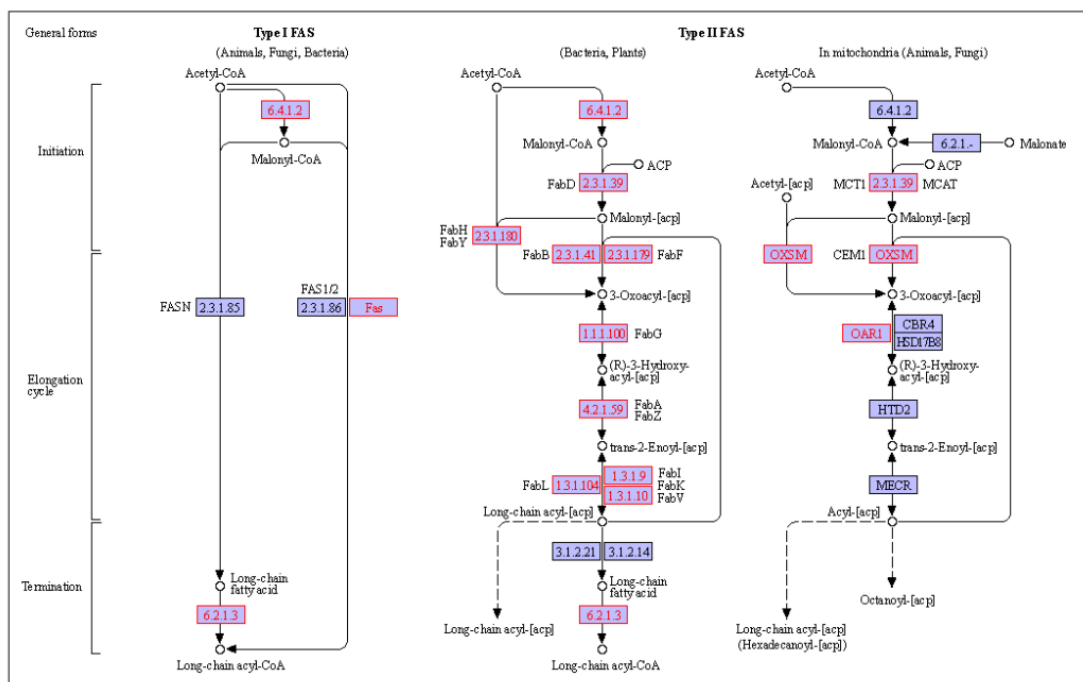 General forms
Type I FAS
(Animals, Fungi, Bacteria)
Type II FAS
(Bacteria, Plants)
In mitochondria (Animals, Fungi)
Initiation
Elongation
cycle
Termination
Acetyl-CoA
6.4.1.2
Malonyl-CoA
FASN
2.3.1.85
FAS1/2
2.3.1.86
Fas
Long-chain
fatty acid
6.2.1.3
Long-chain acyl-CoA
Acetyl-CoA
6.4.1.2
Malonyl-CoA
ACP
FabD
2.3.1.39
Malonyl-[acp]
FabH
FabY
2.3.1.180
FabB
2.3.1.41
2.3.1.179
FabF
3-Oxoacyl-[acp]
1.1.1.100
FabG
(R)-3-Hydroxy-
acyl-[acp]
4.2.1.59
FabA
FabZ
trans-2-Enoyl-[acp]
FabL
1.3.1.104
1.3.1.9
1.3.1.10
FabI
FabK
FabV
Long-chain acyl-[acp]
3.1.2.21
3.1.2.14
Long-chain
fatty acid
6.2.1.3
Long-chain acyl-[acp]
Long-chain acyl-CoA
Acetyl-CoA
6.4.1.2
Malonyl-CoA
6.2.1.-
Malonate
ACP
MCT1
2.3.1.39
MCAT
Acetyl-[acp]
Malonyl-[acp]
OXSM
CEM1
OXSM
3-Oxoacyl-[acp]
OAR1
CBR4
HSD17B8
(R)-3-Hydroxy-
acyl-[acp]
HTD2
trans-2-Enoyl-[acp]
MECR
Acyl-[acp]
Octanoyl-[acp]
Long-chain acyl-[acp]
(Hexadecanoyl-[acp])